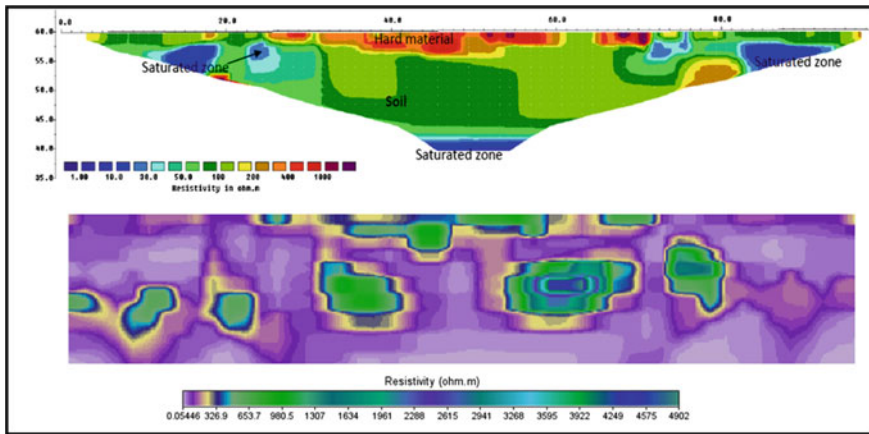 0.0 20.0 40.0 60.0 80.0
60.0
Hard material
55.0
Saturated zone
Saturated zone
50.0
Soil
45.0
40.0
Saturated zone
35.0
1.00 10.0 30.0 50.0 100 200 400 1000
Resistivity in ohm.m
Resistivity (ohm.m)
0.05446 326.9 653.7 980.5 1307 1634 1961 2288 2615 2941 3268 3595 3922 4249 4575 4902